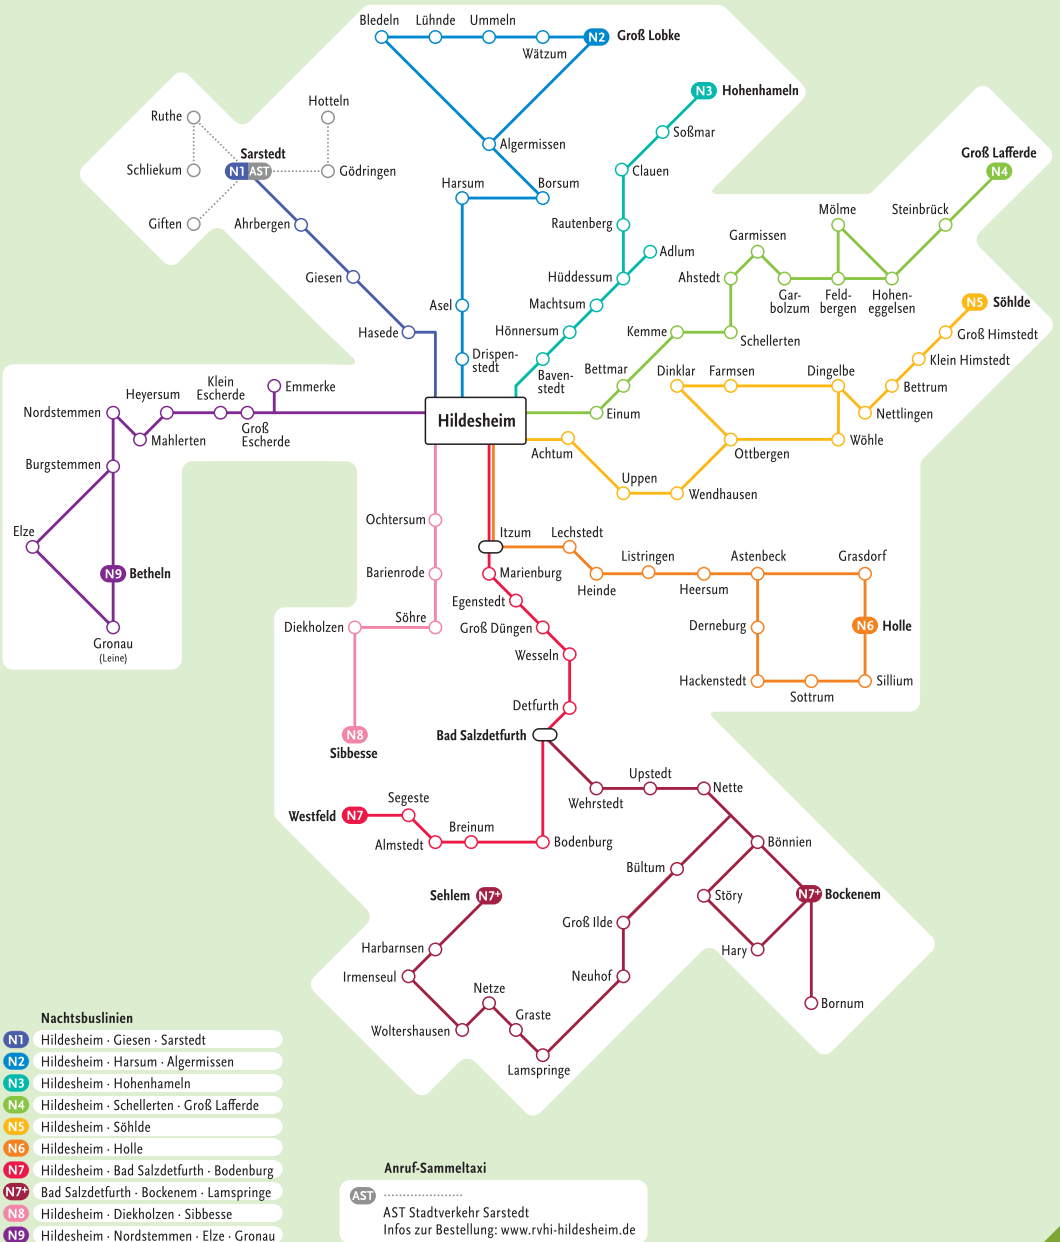 Bledeln
Lühnde
Ummeln
Wätzum
N2 Groß Lobke
N3 Hohenhameln
Hotteln
Ruthe
Soßmar
Algermissen
Sarstedt
Groß Lafferde
Schliekum
N1 AST
Gödringen
Clauen
N4
Harsum
Borsum
Giften
Ahrbergen
Rautenberg
Mölme
Steinbrück
Garmissen
Adlum
Giesen
Hüddessum
Ahstedt
Gar-
bolzum
Feld-
bergen
Hohen-
eggelsen
Asel
Machtsum
N5 Söhlde
Hasede
Hönnersum
Kemme
Schellerten
Groß Himstedt
Drispen-
stedt
Baven-
stedt
Bettmar
Dinklar
Farmsen
Dingelbe
Klein Himstedt
Bettrum
Emmerke
Klein
Escherde
Heyersum
Nordstemmen
Mahlerten
Groß
Escherde
Hildesheim
Einum
Nettlingen
Achtum
Ottbergen
Wöhle
Burgstemmen
Uppen
Wendhausen
Ochtersum
Elze
Itzum
Lechstedt
Listringen
Astenbeck
Grasdorf
N9 Betheln
Barienrode
Marienburg
Heinde
Heersum
Egenstedt
Söhre
Diekholzen
Groß Düngen
Derneburg
N6 Holle
Gronau
(Leine)
Wesseln
Hackenstedt
Sottrum
Sillium
Detfurth
N8
Sibbesse
Bad Salzdetfurth
Upstedt
Nette
Wehrstedt
Segeste
Westfeld N7
Almstedt
Breinum
Bodenburg
Bönnien
Bültum
Sehlem N7+
Störy
N7+ Bockenem
Groß Ilde
Harbarnsen
Hary
Irmenseul
Neuhof
Netze
Graste
Bornum
Woltershausen
Lamspringe
Nachtsbuslinien
N1 Hildesheim · Giesen · Sarstedt
N2 Hildesheim · Harsum · Algermissen
N3 Hildesheim · Hohenhameln
N4 Hildesheim · Schellerten · Groß Lafferde
N5 Hildesheim · Söhlde
N6 Hildesheim · Holle
N7 Hildesheim · Bad Salzdetfurth · Bodenburg
N7+ Bad Salzdetfurth · Bockenem · Lamspringe
N8 Hildesheim · Diekholzen · Sibbesse
N9 Hildesheim · Nordstemmen · Elze · Gronau
Anruf-Sammeltaxi
AST
AST Stadtverkehr Sarstedt
Infos zur Bestellung: www.rvhi-hildesheim.de